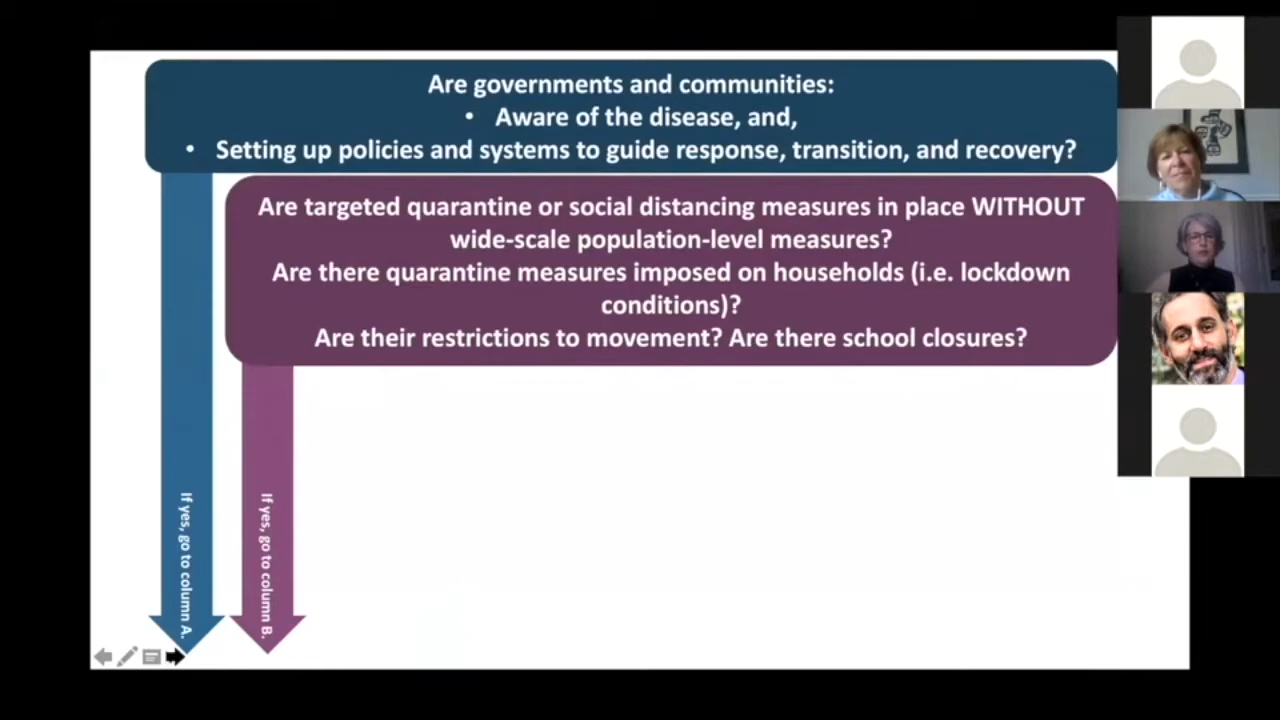 Are governments and communities:
• Aware of the disease, and,
• Setting up policies and systems to guide response, transition, and recovery?
Are targeted quarantine or social distancing measures in place WITHOUT
wide-scale population-level measures?
Are there quarantine measures imposed on households (i.e. lockdown
conditions)?
Are their restrictions to movement? Are there school closures?
If yes, go to column A.
If yes, go to column B.